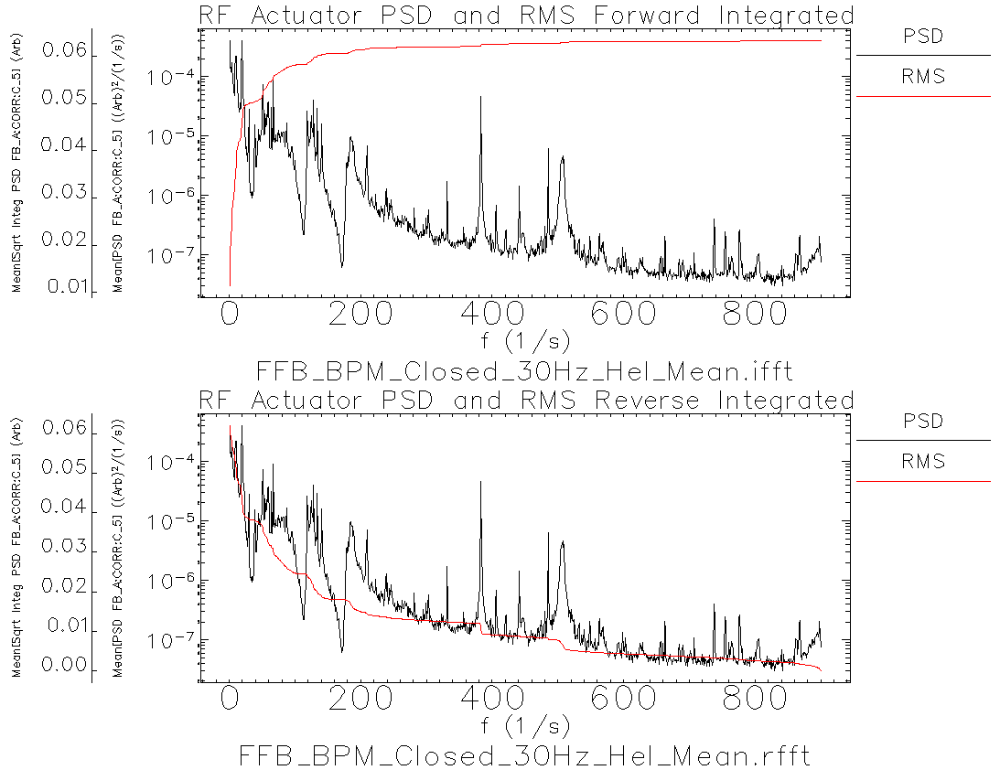 RF Actuator PSD and RMS Forward Integrated
Mean[Sqrt Integ PSD FB_A:CORR:C_5] (Arb)
0.06
0.05
0.04
0.03
0.02
0.01
Mean[PSD FB_A:CORR:C_5] ((Arb)²/(1/s))
10⁻⁴
10⁻⁵
10⁻⁶
10⁻⁷
0 200 400 600 800
f (1/s)
PSD
RMS
FFB_BPM_Closed_30Hz_Hel_Mean.ifft
RF Actuator PSD and RMS Reverse Integrated
Mean[Sqrt Integ PSD FB_A:CORR:C_5] (Arb)
0.06
0.05
0.04
0.03
0.02
0.01
0.00
Mean[PSD FB_A:CORR:C_5] ((Arb)²/(1/s))
10⁻⁴
10⁻⁵
10⁻⁶
10⁻⁷
0 200 400 600 800
f (1/s)
PSD
RMS
FFB_BPM_Closed_30Hz_Hel_Mean.rfft